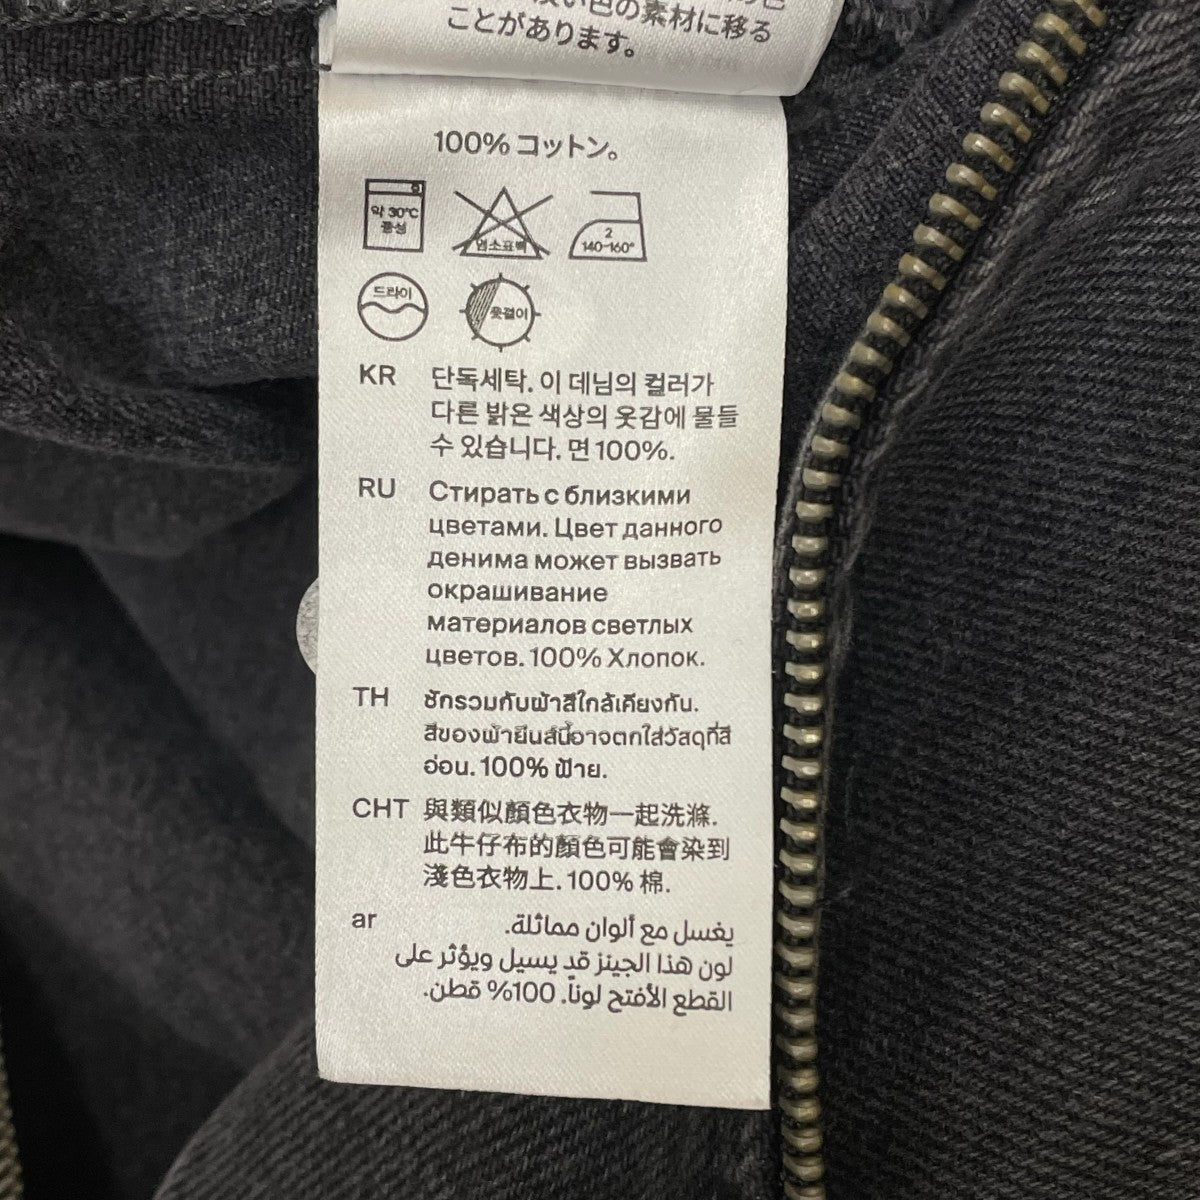 い色の素材に移る
ことがあります。
100% コットン。
약 30℃
중성
염소표백
2
140-160°
드라이
옷걸이
KR 단독세탁. 이 데님의 컬러가
다른 밝은 색상의 옷감에 물들
수 있습니다. 면 100%.
RU Стирать с близкими
цветами. Цвет данного
денима может вызвать
окрашивание
материалов светлых
цветов. 100% Хлопок.
TH ซักรวมกับผ้าสีใกล้เคียงกัน.
สีของผ้ายีนส์นี้อาจตกใส่วัสดุที่สี
อ่อน. 100% ฝ้าย.
CHT 與類似顏色衣物一起洗滌.
此牛仔布的顏色可能會染到
淺色衣物上. 100% 棉.
ar يغسل مع ألوان مماثلة.
لون هذا الجينز قد يسيل ويؤثر على
القطع الأفتح لوناً. 100% قطن.